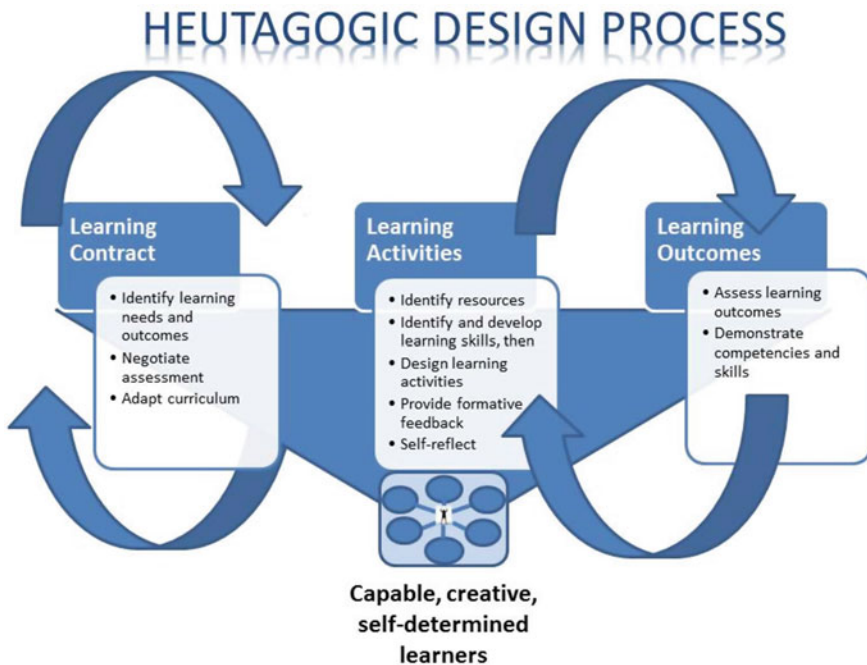 HEUTAGOGIC DESIGN PROCESS
Learning
Contract
• Identify learning
needs and
outcomes
• Negotiate
assessment
• Adapt curriculum
Learning
Activities
• Identify resources
• Identify and develop
learning skills, then
• Design learning
activities
• Provide formative
feedback
• Self-reflect
Learning
Outcomes
• Assess learning
outcomes
• Demonstrate
competencies and
skills
Capable, creative,
self-determined
learners